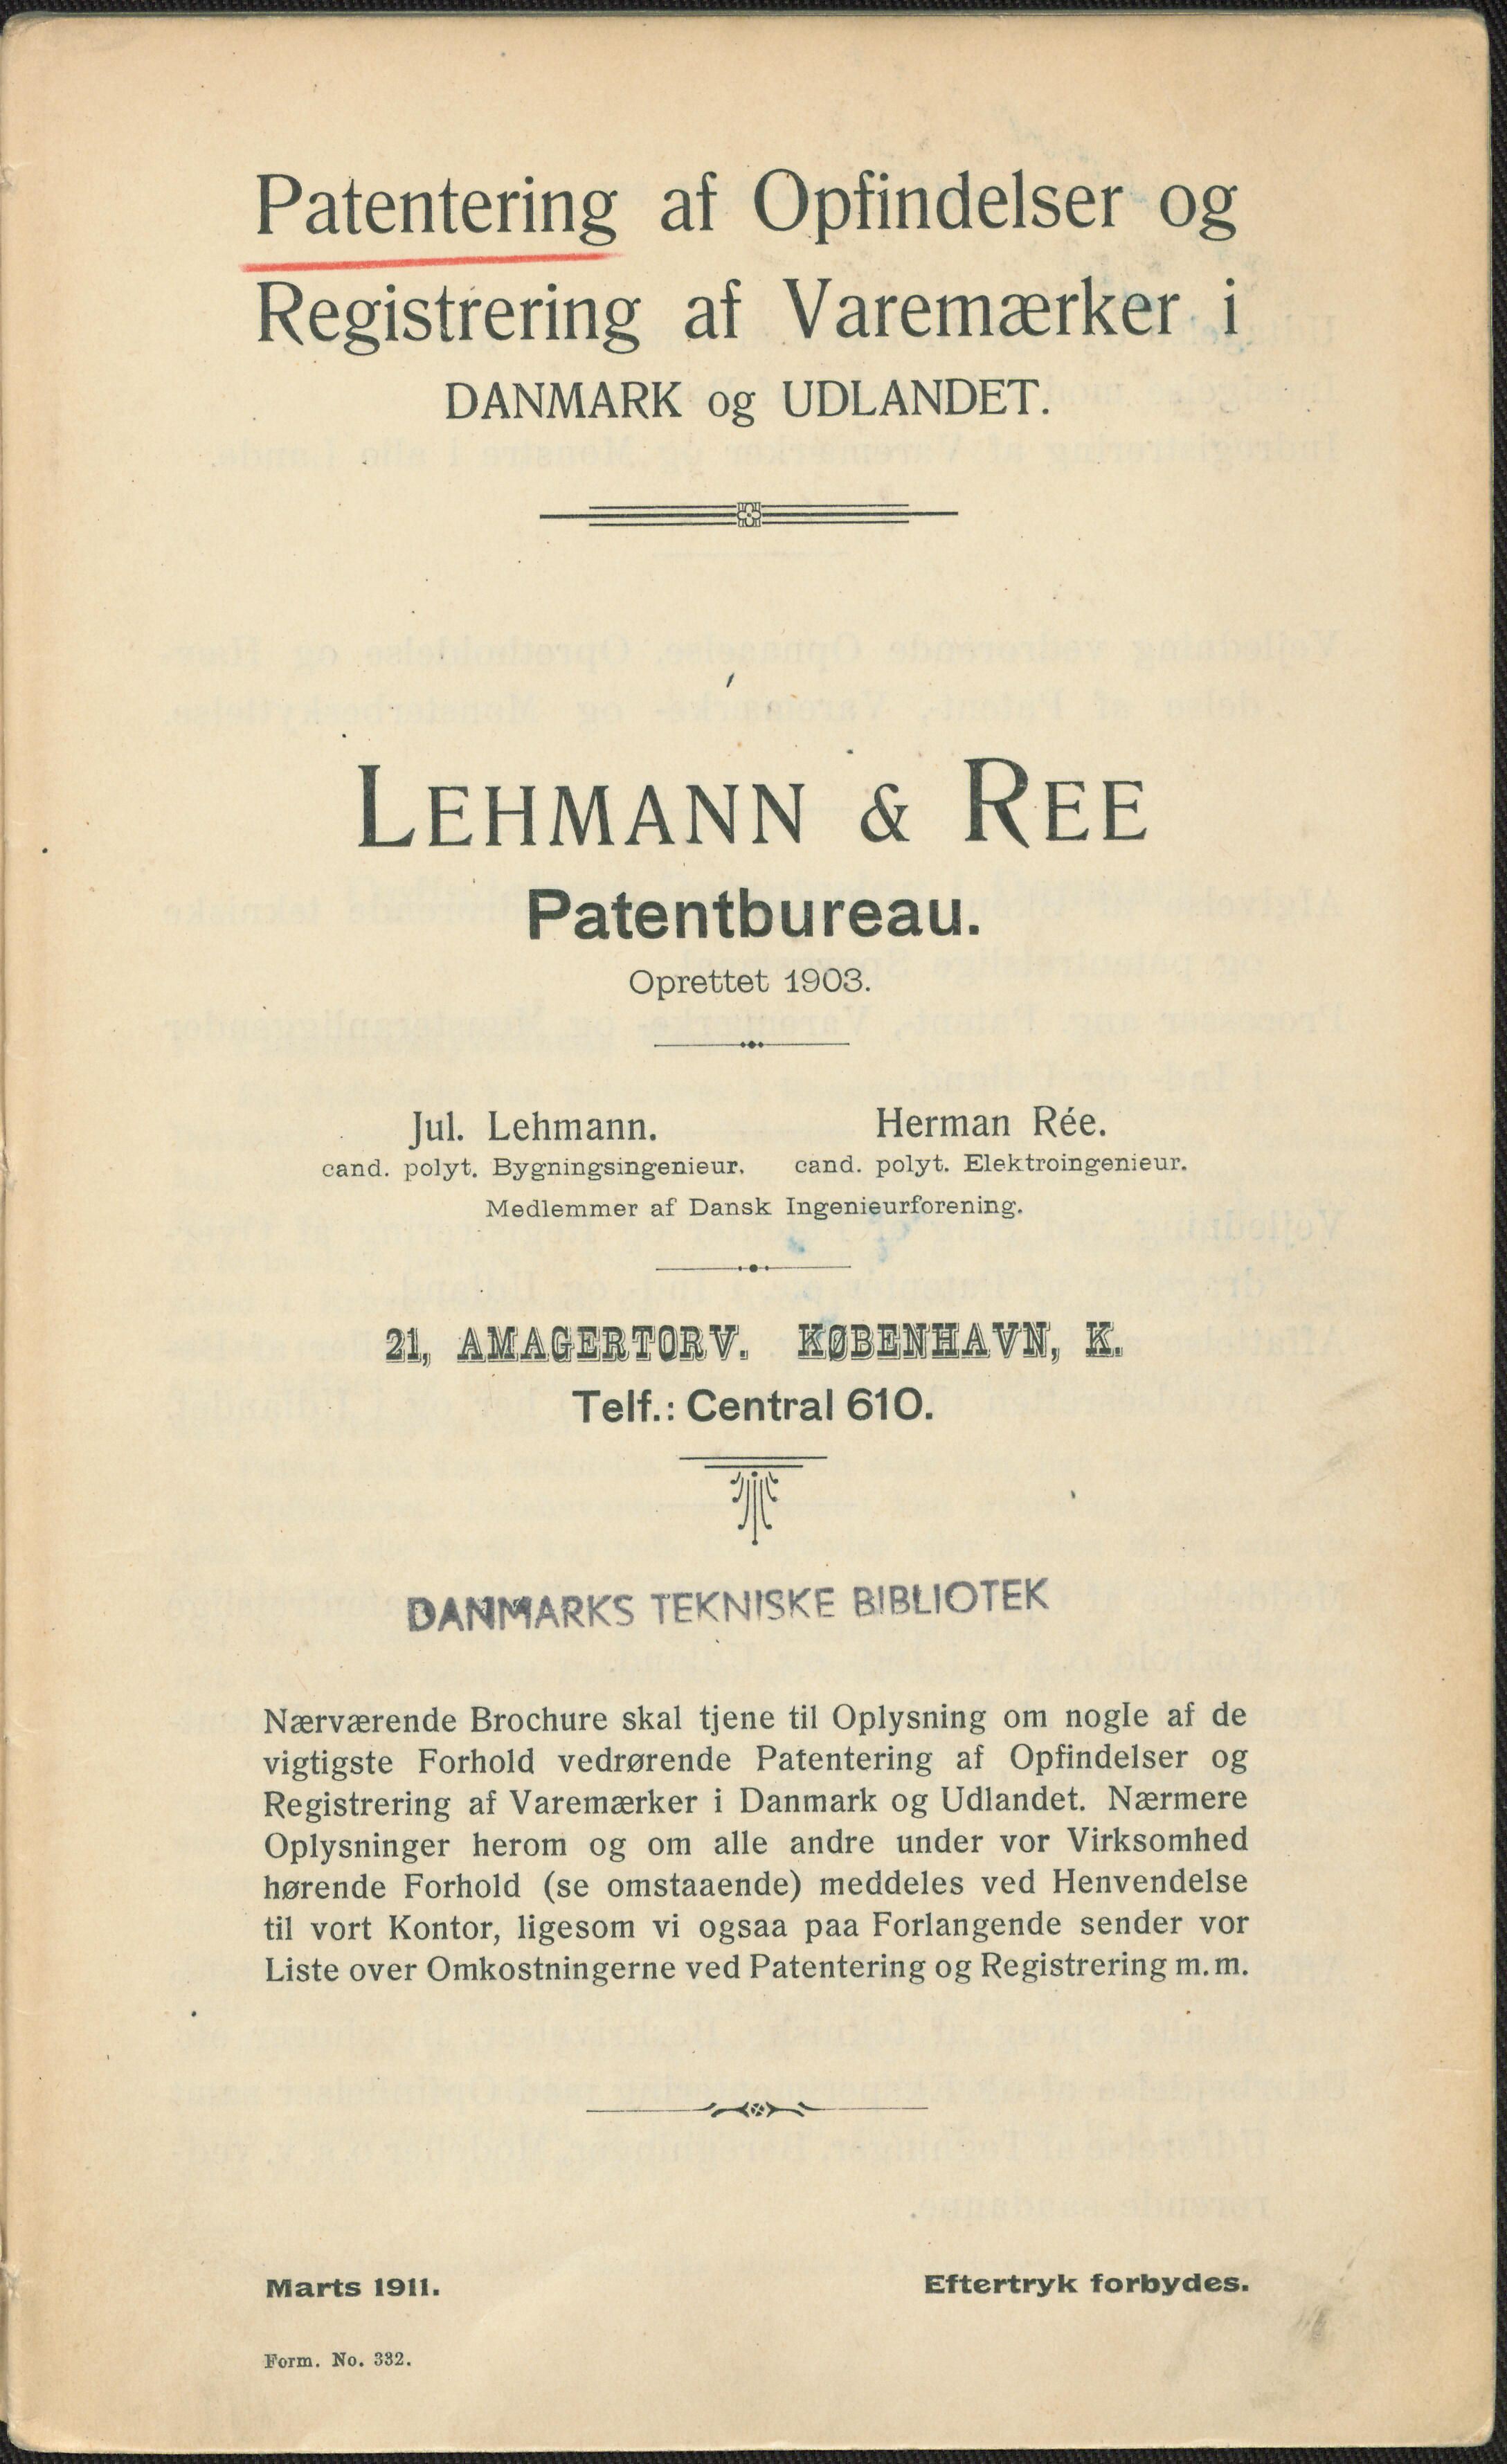 Patentering af Opfindelser og
Registrering af Varemærker i
DANMARK og UDLANDET.
LEHMANN & REE
Patentbureau.
Oprettet 1903.
Jul. Lehmann. Herman Rée.
cand. polyt. Bygningsingenieur. cand. polyt. Elektroingenieur.
Medlemmer af Dansk Ingenieurforening.
21, AMAGERTORV. KØBENHAVN, K.
Telf.: Central 610.
DANMARKS TEKNISKE BIBLIOTEK
Nærværende Brochure skal tjene til Oplysning om nogle af de
vigtigste Forhold vedrørende Patentering af Opfindelser og
Registrering af Varemærker i Danmark og Udlandet. Nærmere
Oplysninger herom og om alle andre under vor Virksomhed
hørende Forhold (se omstaaende) meddeles ved Henvendelse
til vort Kontor, ligesom vi ogsaa paa Forlangende sender vor
Liste over Omkostningerne ved Patentering og Registrering m.m.
Marts 1911. Eftertryk forbydes.
Form. No. 332.